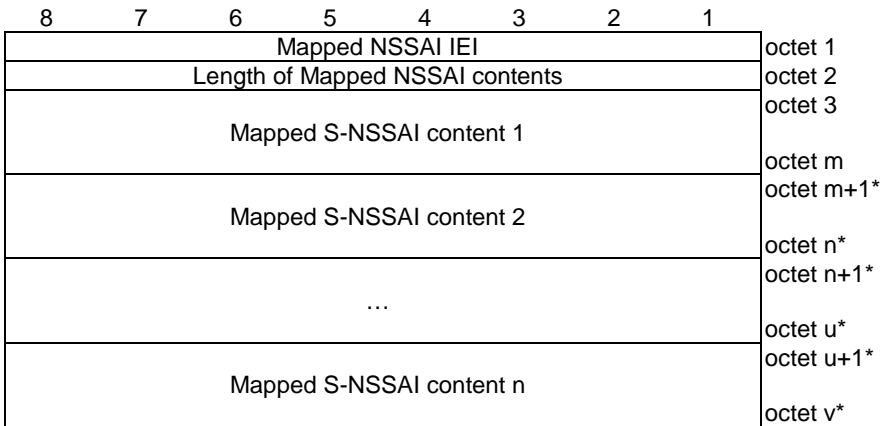 8 7 6 5 4 3 2 1
Mapped NSSAI IEI octet 1
Length of Mapped NSSAI contents octet 2
octet 3
Mapped S-NSSAI content 1
octet m
octet m+1*
Mapped S-NSSAI content 2
octet n*
octet n+1*
…
octet u*
octet u+1*
Mapped S-NSSAI content n
octet v*